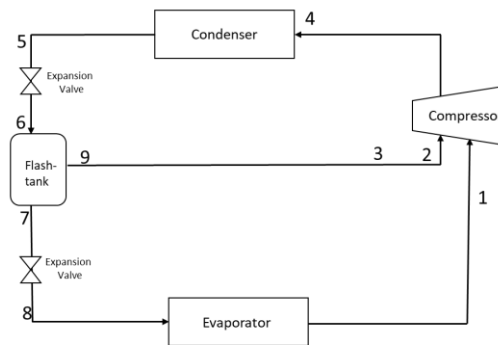 4
5
Condenser
Expansion
Valve
6
Compresso
9
3
2
Flash-
tank
1
7
Expansion
Valve
8
Evaporator